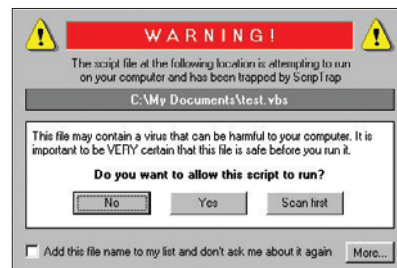 WARNING!
The script file at the following location is attempting to run
on your computer and has been trapped by ScripTrap
C:\My Documents\test.vbs
This file may contain a virus that can be harmful to your computer. It is
important to be VERY certain that this file is safe before you run it.
Do you want to allow this script to run?
No Yes Scan first
Add this file name to my list and don't ask me about it again More...